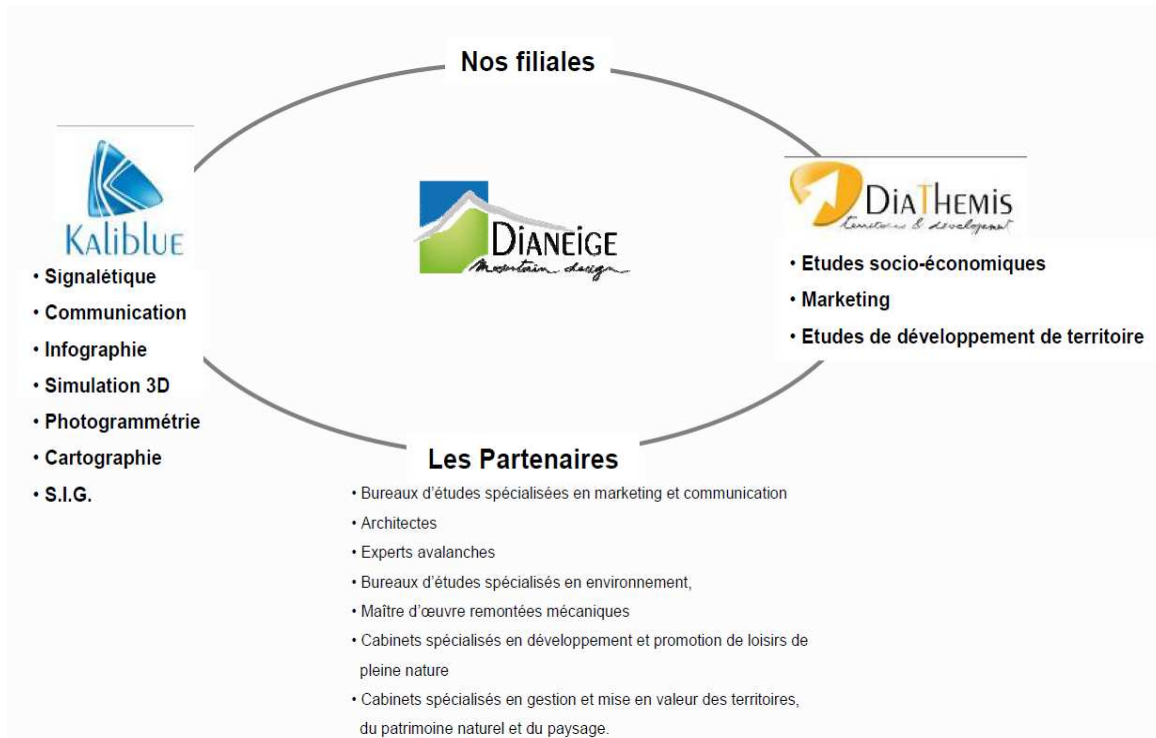 Nos filiales
KALIBLUE
• Signalétique
• Communication
• Infographie
• Simulation 3D
• Photogrammétrie
• Cartographie
• S.I.G.
DIANEIGE
Mountain design
DIATHEMIS
territoires & developement
• Etudes socio-économiques
• Marketing
• Etudes de développement de territoire
Les Partenaires
• Bureaux d’études spécialisées en marketing et communication
• Architectes
• Experts avalanches
• Bureaux d’études spécialisés en environnement,
• Maître d’œuvre remontées mécaniques
• Cabinets spécialisés en développement et promotion de loisirs de
pleine nature
• Cabinets spécialisés en gestion et mise en valeur des territoires,
du patrimoine naturel et du paysage.